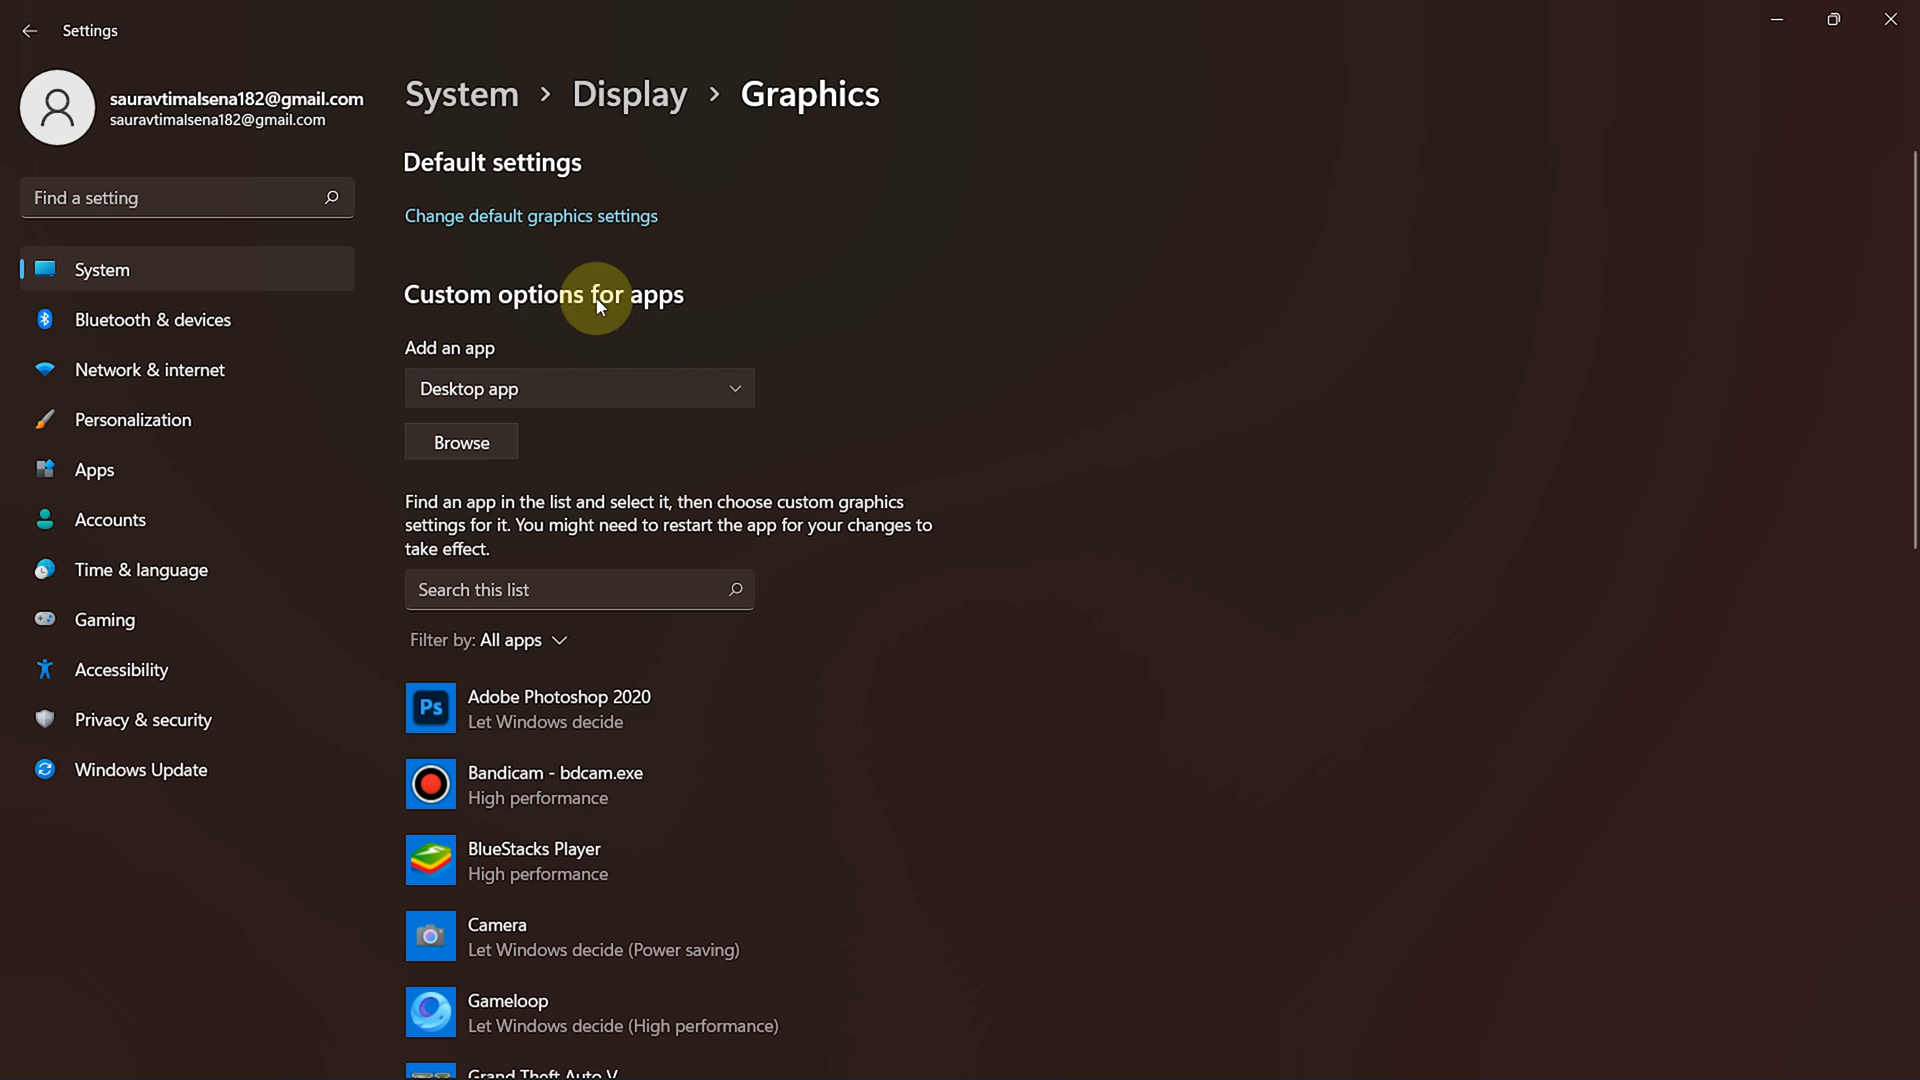 Settings
sauravtimalsena182@gmail.com
sauravtimalsena182@gmail.com
Find a setting
System
Bluetooth & devices
Network & internet
Personalization
Apps
Accounts
Time & language
Gaming
Accessibility
Privacy & security
Windows Update
System > Display > Graphics
Default settings
Change default graphics settings
Custom options for apps
Add an app
Desktop app
Browse
Find an app in the list and select it, then choose custom graphics
settings for it. You might need to restart the app for your changes to
take effect.
Search this list
Filter by: All apps
Ps
Adobe Photoshop 2020
Let Windows decide
Bandicam - bdcam.exe
High performance
BlueStacks Player
High performance
Camera
Let Windows decide (Power saving)
Gameloop
Let Windows decide (High performance)
Grand Theft Auto V